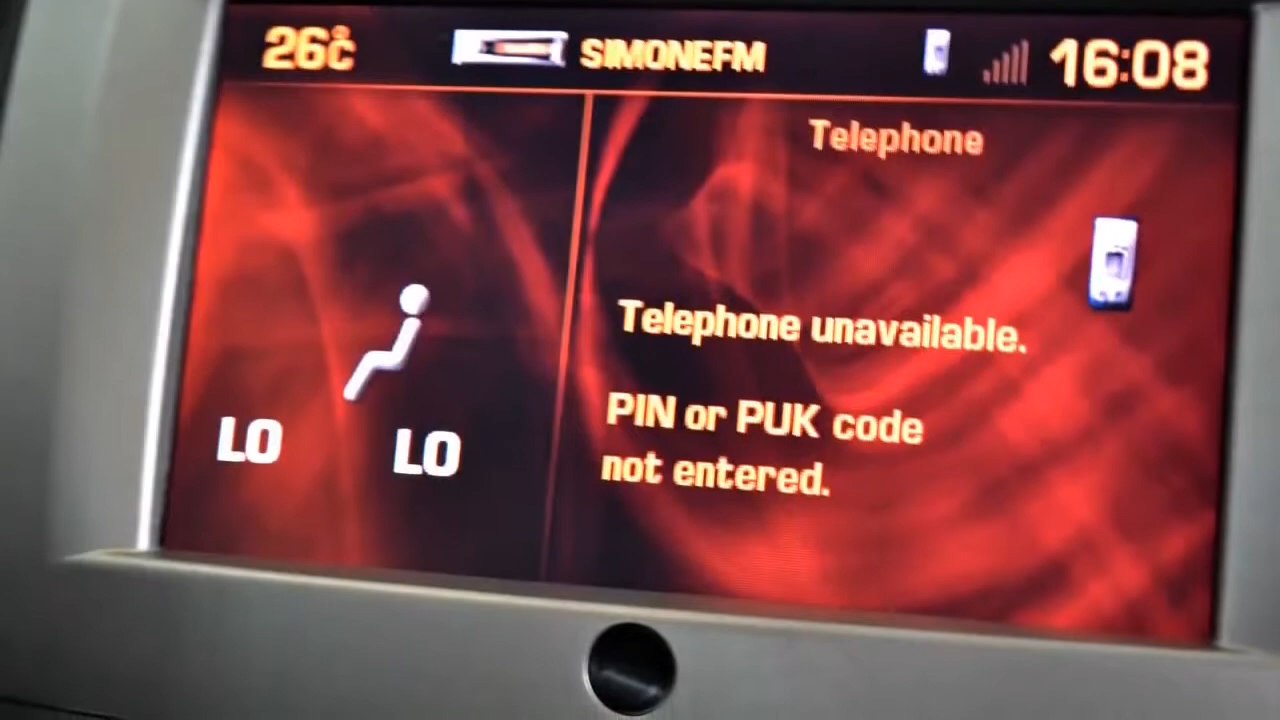 26°C SIMONEFM 16:08
Telephone
Telephone unavailable.
PIN or PUK code
not entered.
LO LO